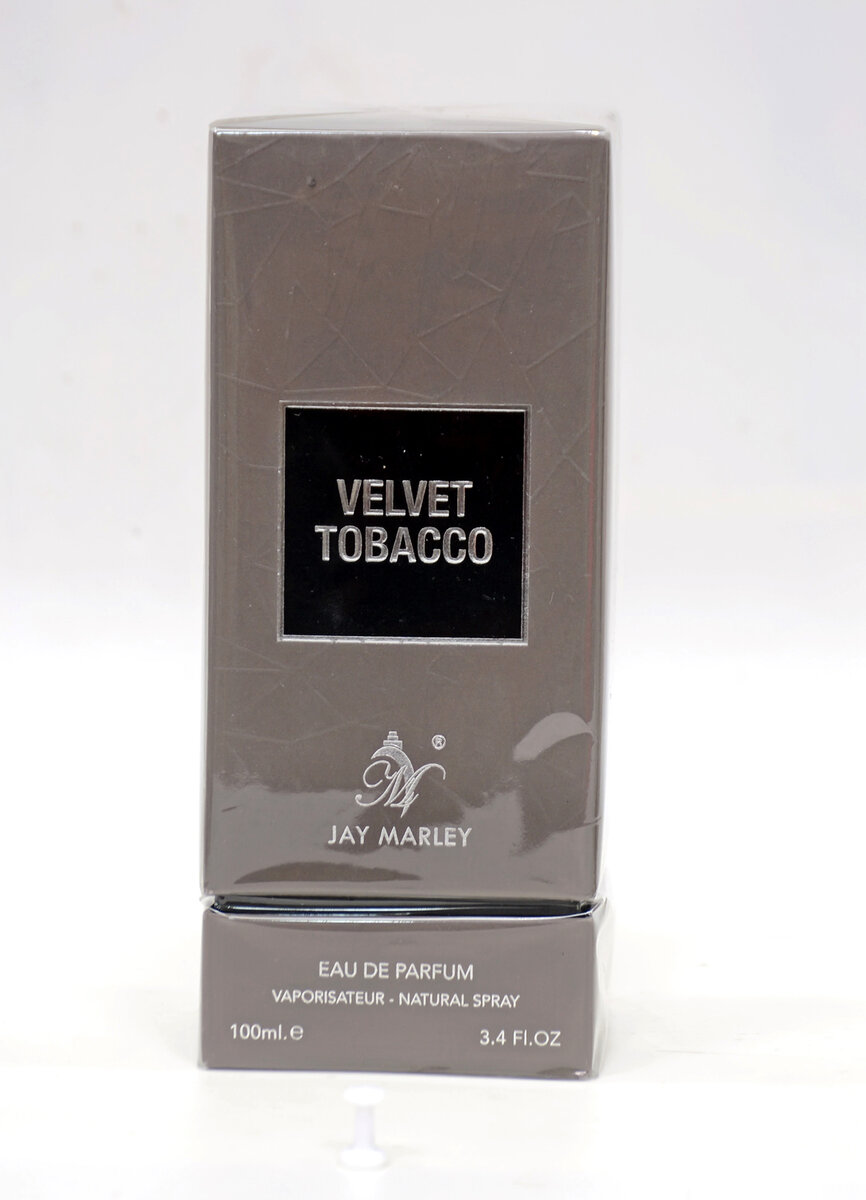 VELVET
TOBACCO
®
M
JAY MARLEY
EAU DE PARFUM
VAPORISATEUR - NATURAL SPRAY
100ml.e
3.4 Fl.OZ